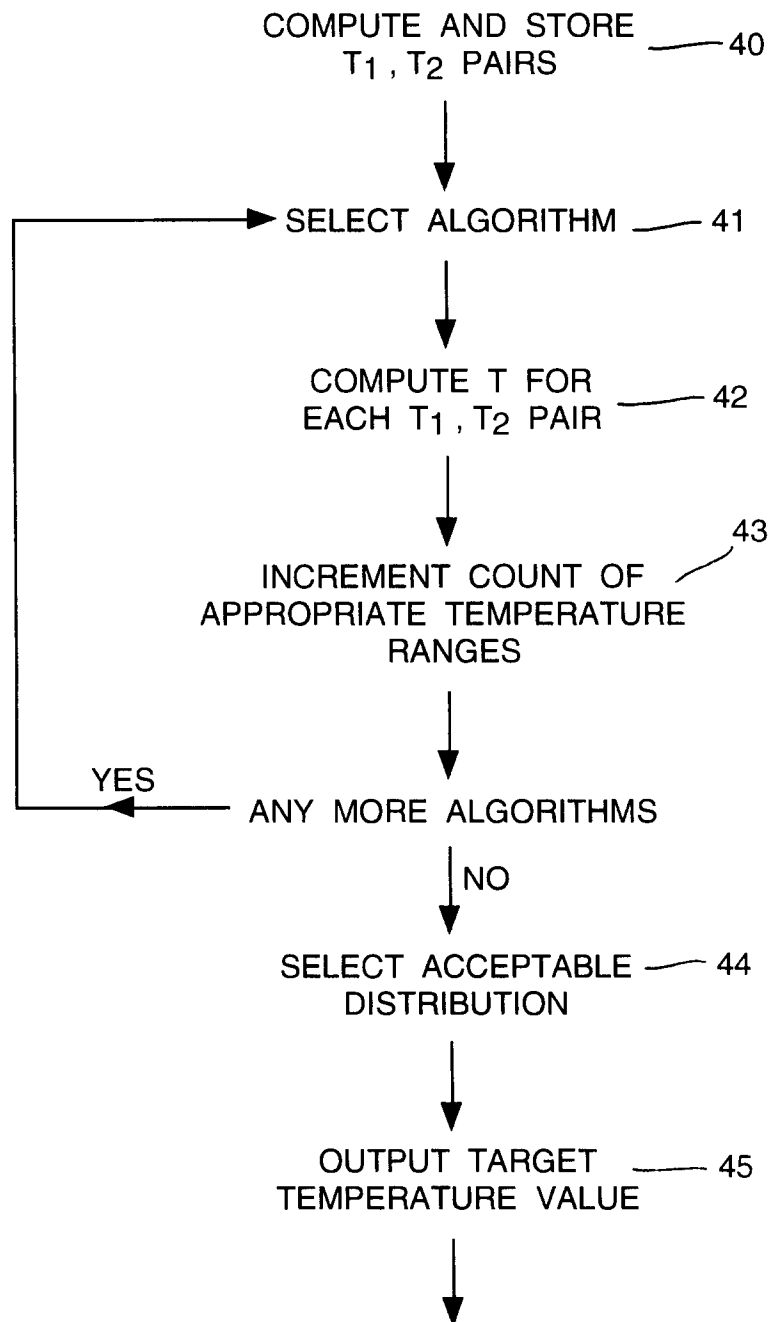 COMPUTE AND STORE
T1, T2 PAIRS
40
SELECT ALGORITHM
41
COMPUTE T FOR
EACH T1, T2 PAIR
42
INCREMENT COUNT OF
APPROPRIATE TEMPERATURE
RANGES
43
YES
ANY MORE ALGORITHMS
NO
SELECT ACCEPTABLE
DISTRIBUTION
44
OUTPUT TARGET
TEMPERATURE VALUE
45